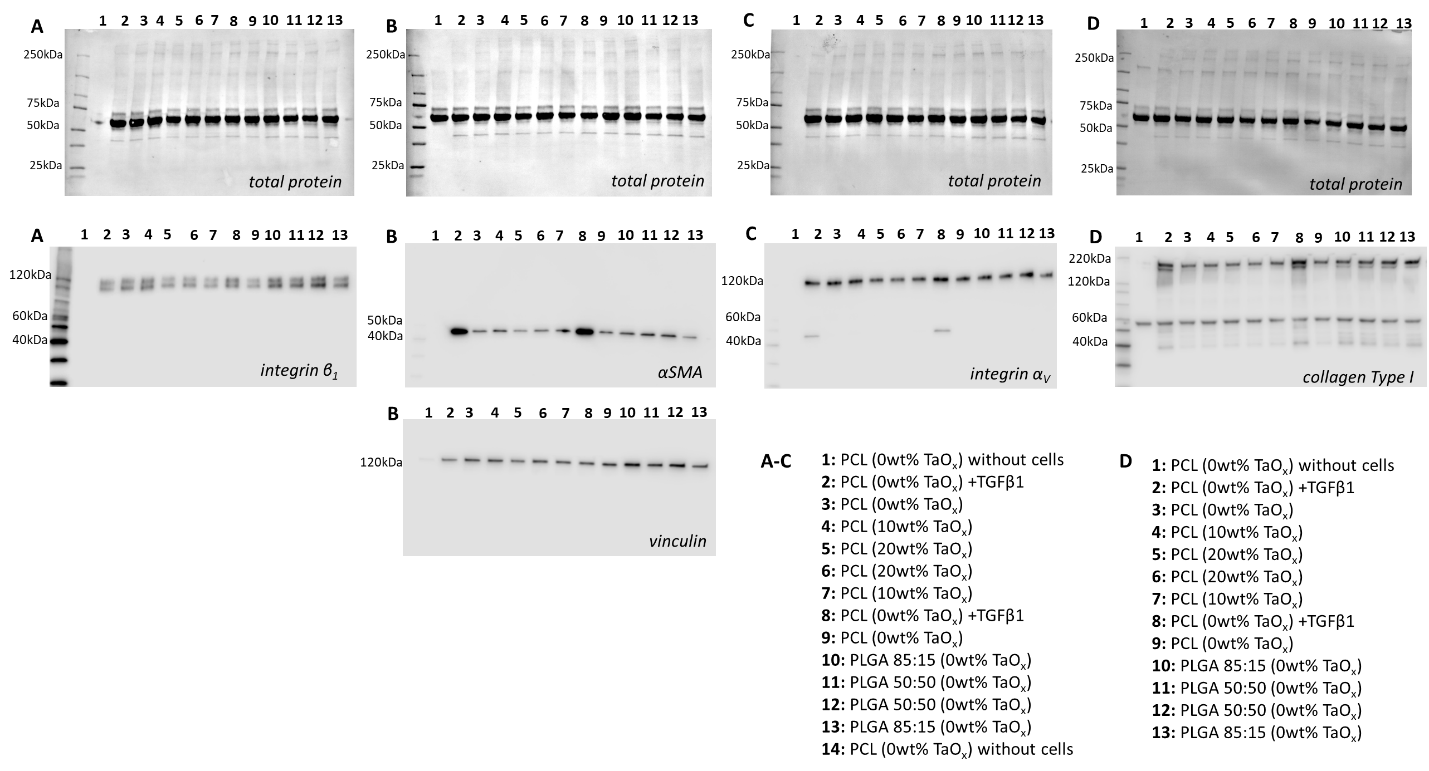 A 1 2 3 4 5 6 7 8 9 10 11 12 13
250kDa
75kDa
50kDa
25kDa
total protein
B 1 2 3 4 5 6 7 8 9 10 11 12 13
250kDa
75kDa
50kDa
25kDa
total protein
C 1 2 3 4 5 6 7 8 9 10 11 12 13
250kDa
75kDa
50kDa
25kDa
total protein
D 1 2 3 4 5 6 7 8 9 10 11 12 13
250kDa
75kDa
50kDa
25kDa
total protein
A 1 2 3 4 5 6 7 8 9 10 11 12 13
120kDa
60kDa
40kDa
integrin β1
B 1 2 3 4 5 6 7 8 9 10 11 12 13
50kDa
40kDa
αSMA
C 1 2 3 4 5 6 7 8 9 10 11 12 13
120kDa
60kDa
40kDa
integrin αV
D 1 2 3 4 5 6 7 8 9 10 11 12 13
220kDa
120kDa
60kDa
40kDa
collagen Type I
B 1 2 3 4 5 6 7 8 9 10 11 12 13
120kDa
vinculin
A-C
1: PCL (0wt% TaOx) without cells
2: PCL (0wt% TaOx) +TGFβ1
3: PCL (0wt% TaOx)
4: PCL (10wt% TaOx)
5: PCL (20wt% TaOx)
6: PCL (20wt% TaOx)
7: PCL (10wt% TaOx)
8: PCL (0wt% TaOx) +TGFβ1
9: PCL (0wt% TaOx)
10: PLGA 85:15 (0wt% TaOx)
11: PLGA 50:50 (0wt% TaOx)
12: PLGA 50:50 (0wt% TaOx)
13: PLGA 85:15 (0wt% TaOx)
14: PCL (0wt% TaOx) without cells
D
1: PCL (0wt% TaOx) without cells
2: PCL (0wt% TaOx) +TGFβ1
3: PCL (0wt% TaOx)
4: PCL (10wt% TaOx)
5: PCL (20wt% TaOx)
6: PCL (20wt% TaOx)
7: PCL (10wt% TaOx)
8: PCL (0wt% TaOx) +TGFβ1
9: PCL (0wt% TaOx)
10: PLGA 85:15 (0wt% TaOx)
11: PLGA 50:50 (0wt% TaOx)
12: PLGA 50:50 (0wt% TaOx)
13: PLGA 85:15 (0wt% TaOx)